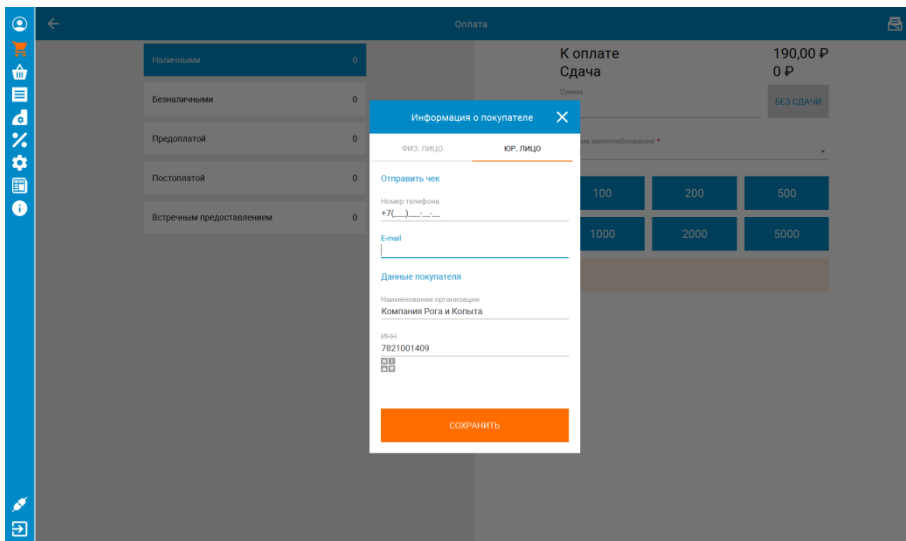 Оплата
Наличными 0
Безналичными 0
Предоплатой 0
Постоплатой 0
Встречным предоставлением 0
К оплате 190,00 ₽
Сдача 0 ₽
Сумма
БЕЗ СДАЧИ
налогообложения *
100 200 500
1000 2000 5000
Информация о покупателе
ФИЗ. ЛИЦО ЮР. ЛИЦО
Отправить чек
Номер телефона
+7(___)___-__-__
E-mail
Данные покупателя
Наименование организации
Компания Рога и Копыта
ИНН
7821001409
СОХРАНИТЬ